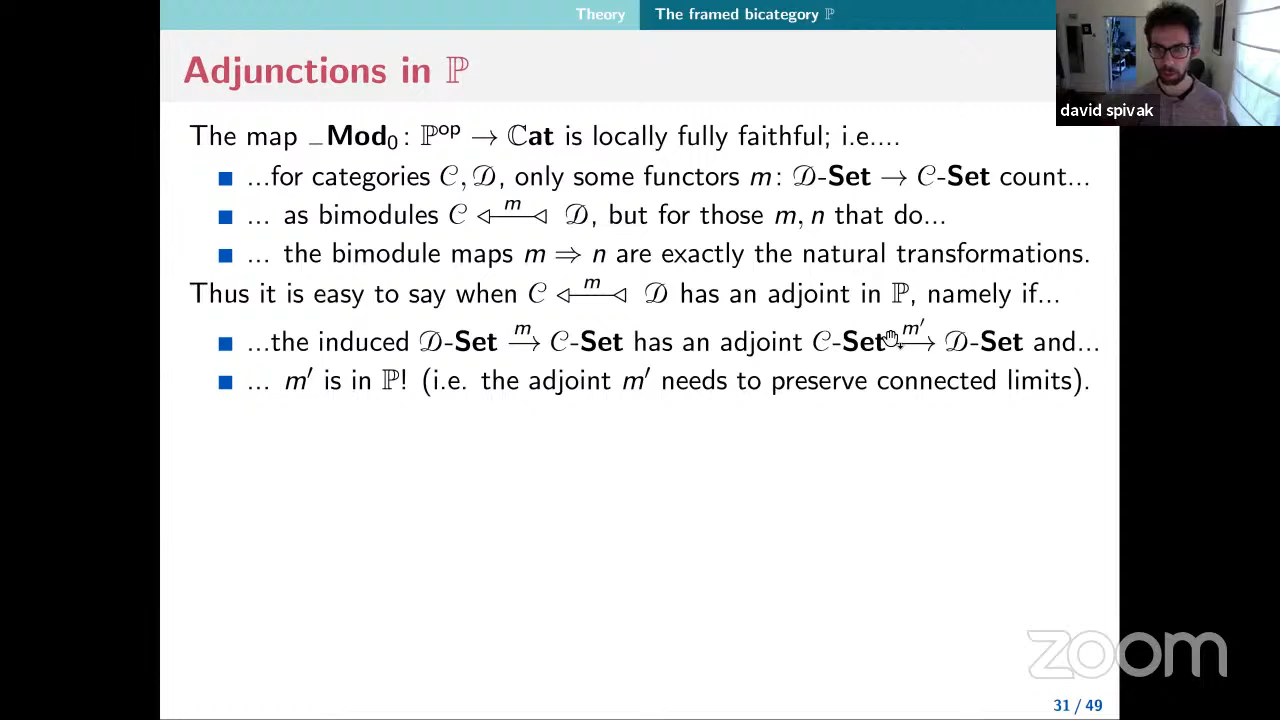 Theory The framed bicategory ℙ
Adjunctions in ℙ
david spivak
The map ₋Mod₀ : ℙᵒᵖ → ℂat is locally fully faithful; i.e....
■ ...for categories 𝒞, 𝒟, only some functors m : 𝒟-Set → 𝒞-Set count...
■ ... as bimodules 𝒞 ◁—m—◁ 𝒟, but for those m, n that do...
■ ... the bimodule maps m ⇒ n are exactly the natural transformations.
Thus it is easy to say when 𝒞 ◁—m—◁ 𝒟 has an adjoint in ℙ, namely if...
■ ...the induced 𝒟-Set —m→ 𝒞-Set has an adjoint 𝒞-Set —m′→ 𝒟-Set and...
■ ... m′ is in ℙ! (i.e. the adjoint m′ needs to preserve connected limits).
zoom
31 / 49